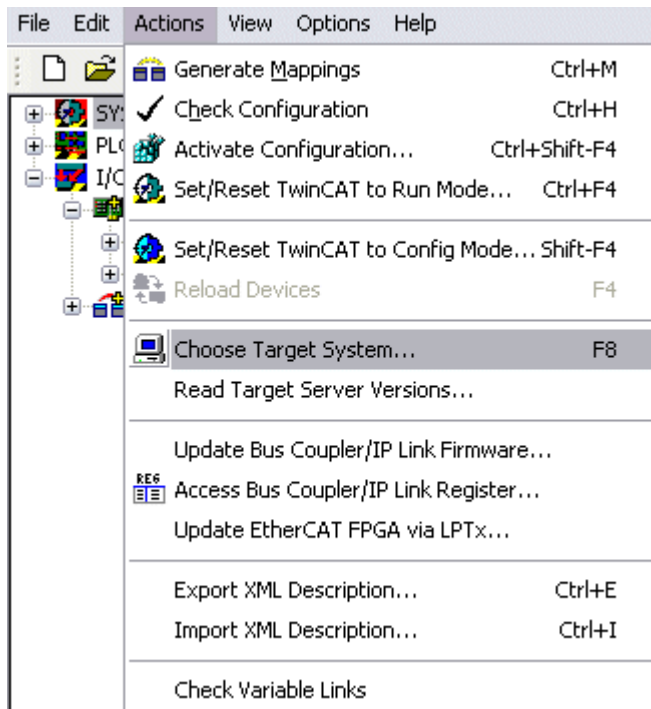 File Edit Actions View Options Help
Generate Mappings Ctrl+M
SY
Check Configuration Ctrl+H
PL
Activate Configuration... Ctrl+Shift-F4
I/
Set/Reset TwinCAT to Run Mode... Ctrl+F4
Set/Reset TwinCAT to Config Mode... Shift-F4
Reload Devices F4
Choose Target System... F8
Read Target Server Versions...
Update Bus Coupler/IP Link Firmware...
REG Access Bus Coupler/IP Link Register...
Update EtherCAT FPGA via LPTx...
Export XML Description... Ctrl+E
Import XML Description... Ctrl+I
Check Variable Links